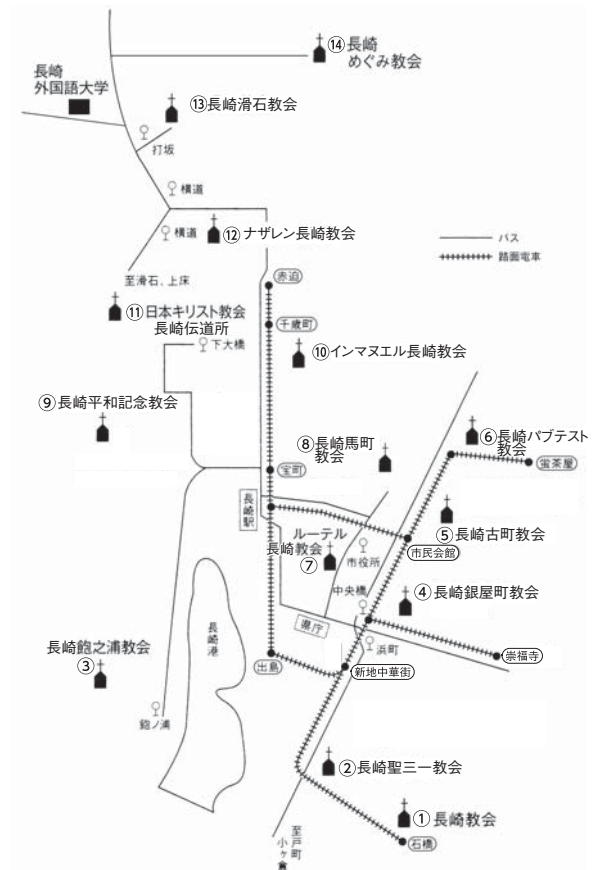 ⑭長崎
めぐみ教会
長崎
外国語大学
⑬長崎滑石教会
打坂
横道
横道
⑫ナザレン長崎教会
バス
路面電車
至滑石、上床
赤迫
⑪日本キリスト教会
長崎伝道所
千歳町
下大橋
⑩インマヌエル長崎教会
⑨長崎平和記念教会
⑧長崎馬町
教会
⑥長崎バプテスト
教会
宝町
蛍茶屋
長崎駅
⑤長崎古町教会
ルーテル
長崎教会
⑦
市役所
市民会館
中央橋
④長崎銀屋町教会
県庁
長崎港
浜町
長崎飽之浦教会
③
出島
崇福寺
新地中華街
飽ノ浦
②長崎聖三一教会
①長崎教会
石橋
至戸町
小ヶ倉